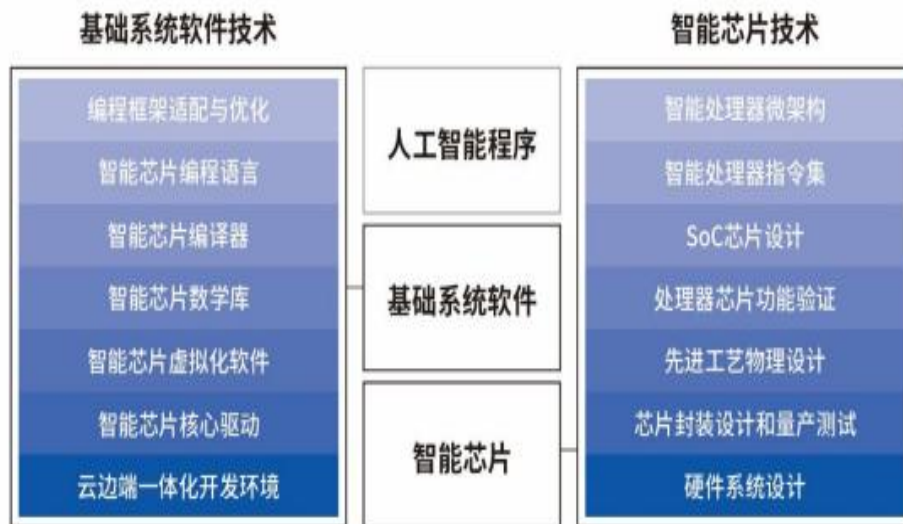 基础系统软件技术
编程框架适配与优化
智能芯片编程语言
智能芯片编译器
智能芯片数学库
智能芯片虚拟化软件
智能芯片核心驱动
云边端一体化开发环境
人工智能程序
基础系统软件
智能芯片
智能芯片技术
智能处理器微架构
智能处理器指令集
SoC芯片设计
处理器芯片功能验证
先进工艺物理设计
芯片封装设计和量产测试
硬件系统设计